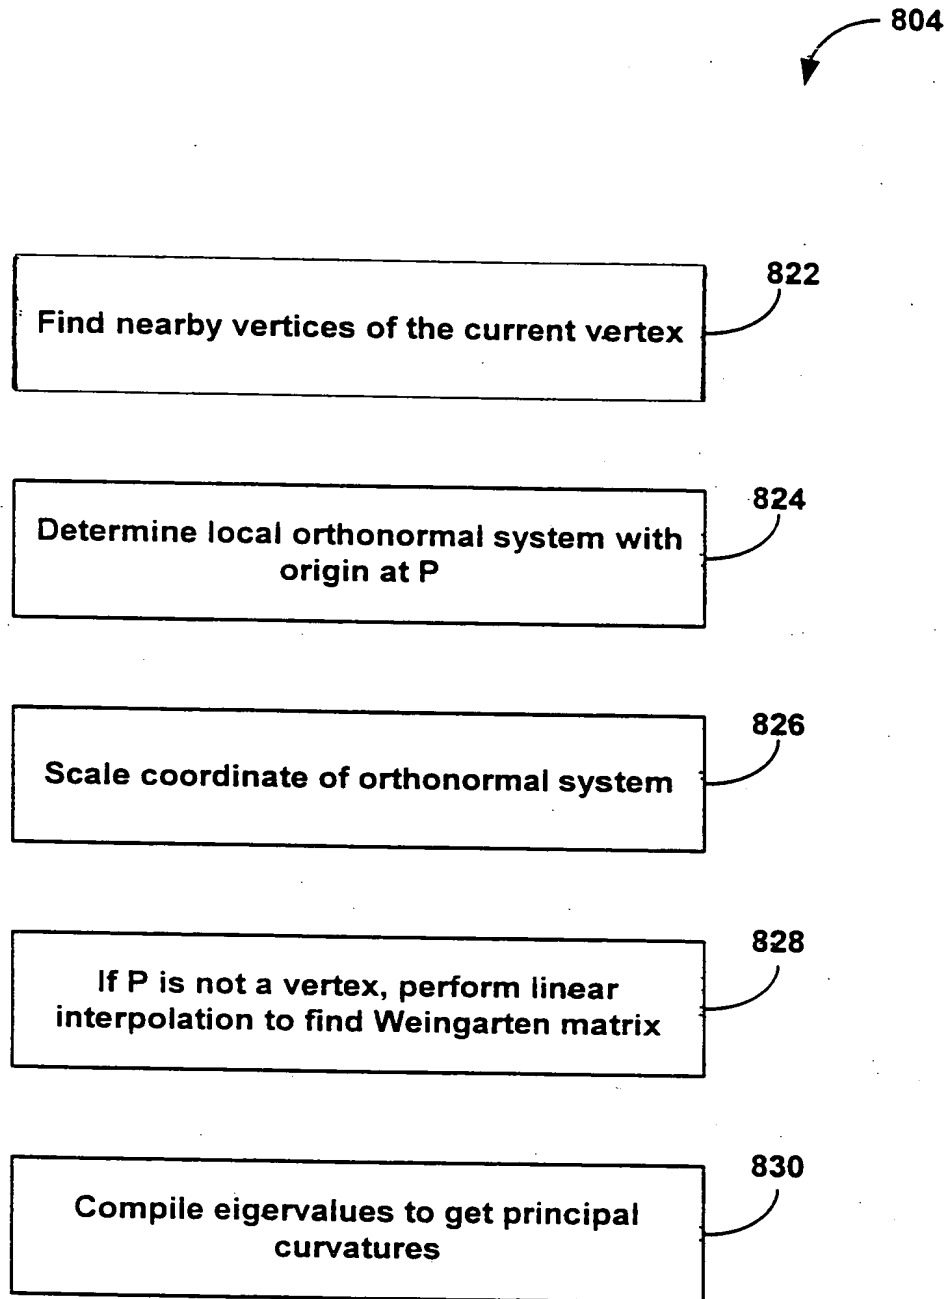 804
822
Find nearby vertices of the current vertex
824
Determine local orthonormal system with
origin at P
826
Scale coordinate of orthonormal system
828
If P is not a vertex, perform linear
interpolation to find Weingarten matrix
830
Compile eigervalues to get principal
curvatures